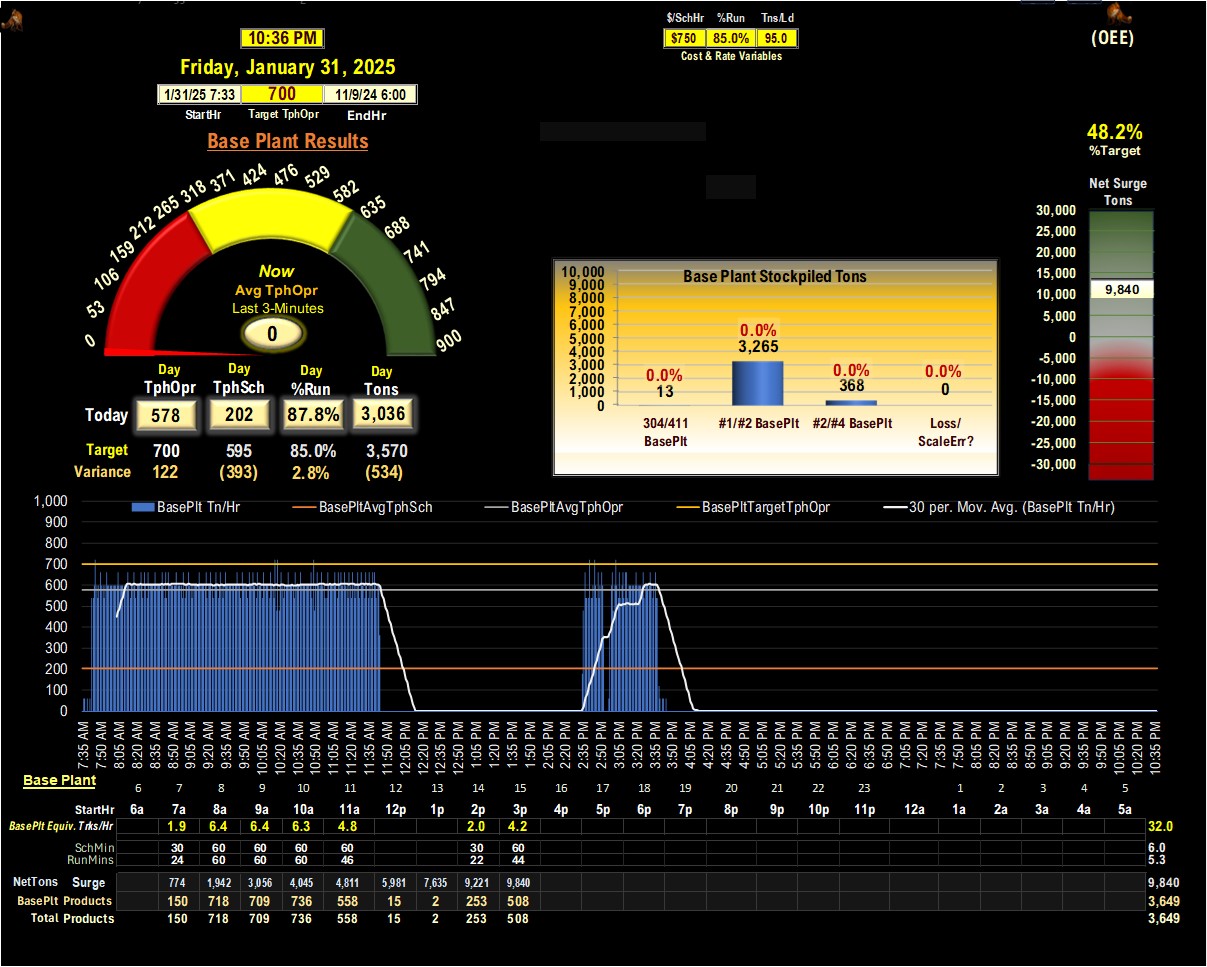 $/SchHr %Run Tns/Ld
10:36 PM
$750 85.0% 95.0
(OEE)
Cost & Rate Variables
Friday, January 31, 2025
1/31/25 7:33 700 11/9/24 6:00
StartHr Target TphOpr EndHr
48.2%
%Target
Base Plant Results
Net Surge
Tons
0 53 106 159 212 265 318 371 424 476 529 582 635 688 741 794 847 900
Now
Avg TphOpr
Last 3-Minutes
0
30,000
25,000
20,000
15,000
10,000
5,000
0
-5,000
-10,000
-15,000
-20,000
-25,000
-30,000
9,840
Base Plant Stockpiled Tons
10,000
9,000
8,000
7,000
6,000
5,000
4,000
3,000
2,000
1,000
0
0.0% 0.0% 0.0% 0.0%
13 3,265 368 0
304/411 #1/#2 BasePlt #2/#4 BasePlt Loss/
BasePlt ScaleErr?
Day Day Day Day
TphOpr TphSch %Run Tons
Today 578 202 87.8% 3,036
Target 700 595 85.0% 3,570
Variance 122 (393) 2.8% (534)
BasePlt Tn/Hr BasePltAvgTphSch BasePltAvgTphOpr BasePltTargetTphOpr 30 per. Mov. Avg. (BasePlt Tn/Hr)
1,000
900
800
700
600
500
400
300
200
100
0
7:35 AM 7:50 AM 8:05 AM 8:20 AM 8:35 AM 8:50 AM 9:05 AM 9:20 AM 9:35 AM 9:50 AM 10:05 AM 10:20 AM 10:35 AM 10:50 AM 11:05 AM 11:20 AM 11:35 AM 11:50 AM 12:05 PM 12:20 PM 12:35 PM 12:50 PM 1:05 PM 1:20 PM 1:35 PM 1:50 PM 2:05 PM 2:20 PM 2:35 PM 2:50 PM 3:05 PM 3:20 PM 3:35 PM 3:50 PM 4:05 PM 4:20 PM 4:35 PM 4:50 PM 5:05 PM 5:20 PM 5:35 PM 5:50 PM 6:05 PM 6:20 PM 6:35 PM 6:50 PM 7:05 PM 7:20 PM 7:35 PM 7:50 PM 8:05 PM 8:20 PM 8:35 PM 8:50 PM 9:05 PM 9:20 PM 9:35 PM 9:50 PM 10:05 PM 10:20 PM 10:35 PM
Base Plant
6 7 8 9 10 11 12 13 14 15 16 17 18 19 20 21 22 23 1 2 3 4 5
StartHr 6a 7a 8a 9a 10a 11a 12p 1p 2p 3p 4p 5p 6p 7p 8p 9p 10p 11p 12a 1a 2a 3a 4a 5a
BasePlt Equiv. Trks/Hr 1.9 6.4 6.4 6.3 4.8 2.0 4.2 32.0
SchMin 30 60 60 60 60 30 60 6.0
RunMins 24 60 60 60 46 22 44 5.3
NetTons Surge 774 1,942 3,056 4,045 4,811 5,981 7,635 9,221 9,840 9,840
BasePlt Products 150 718 709 736 558 15 2 253 508 3,649
Total Products 150 718 709 736 558 15 2 253 508 3,649